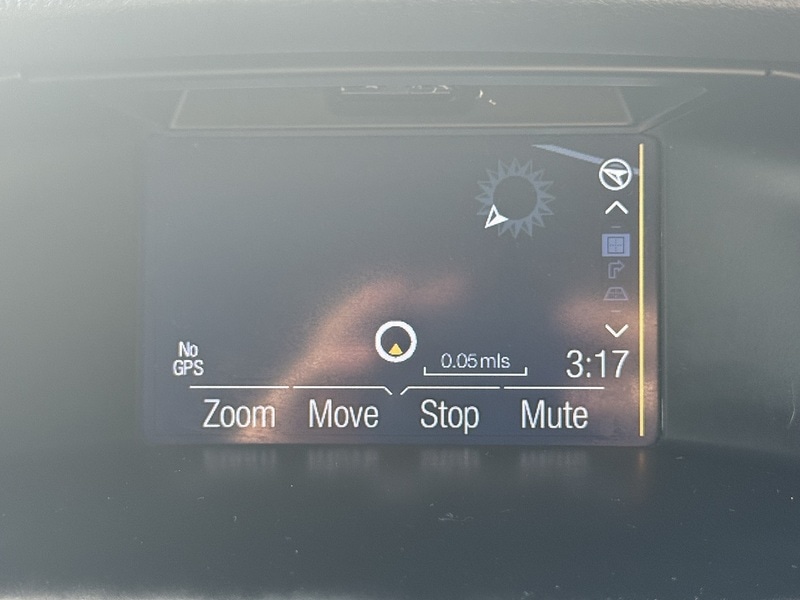 No
GPS
0.05 mls
3:17
Zoom
Move
Stop
Mute